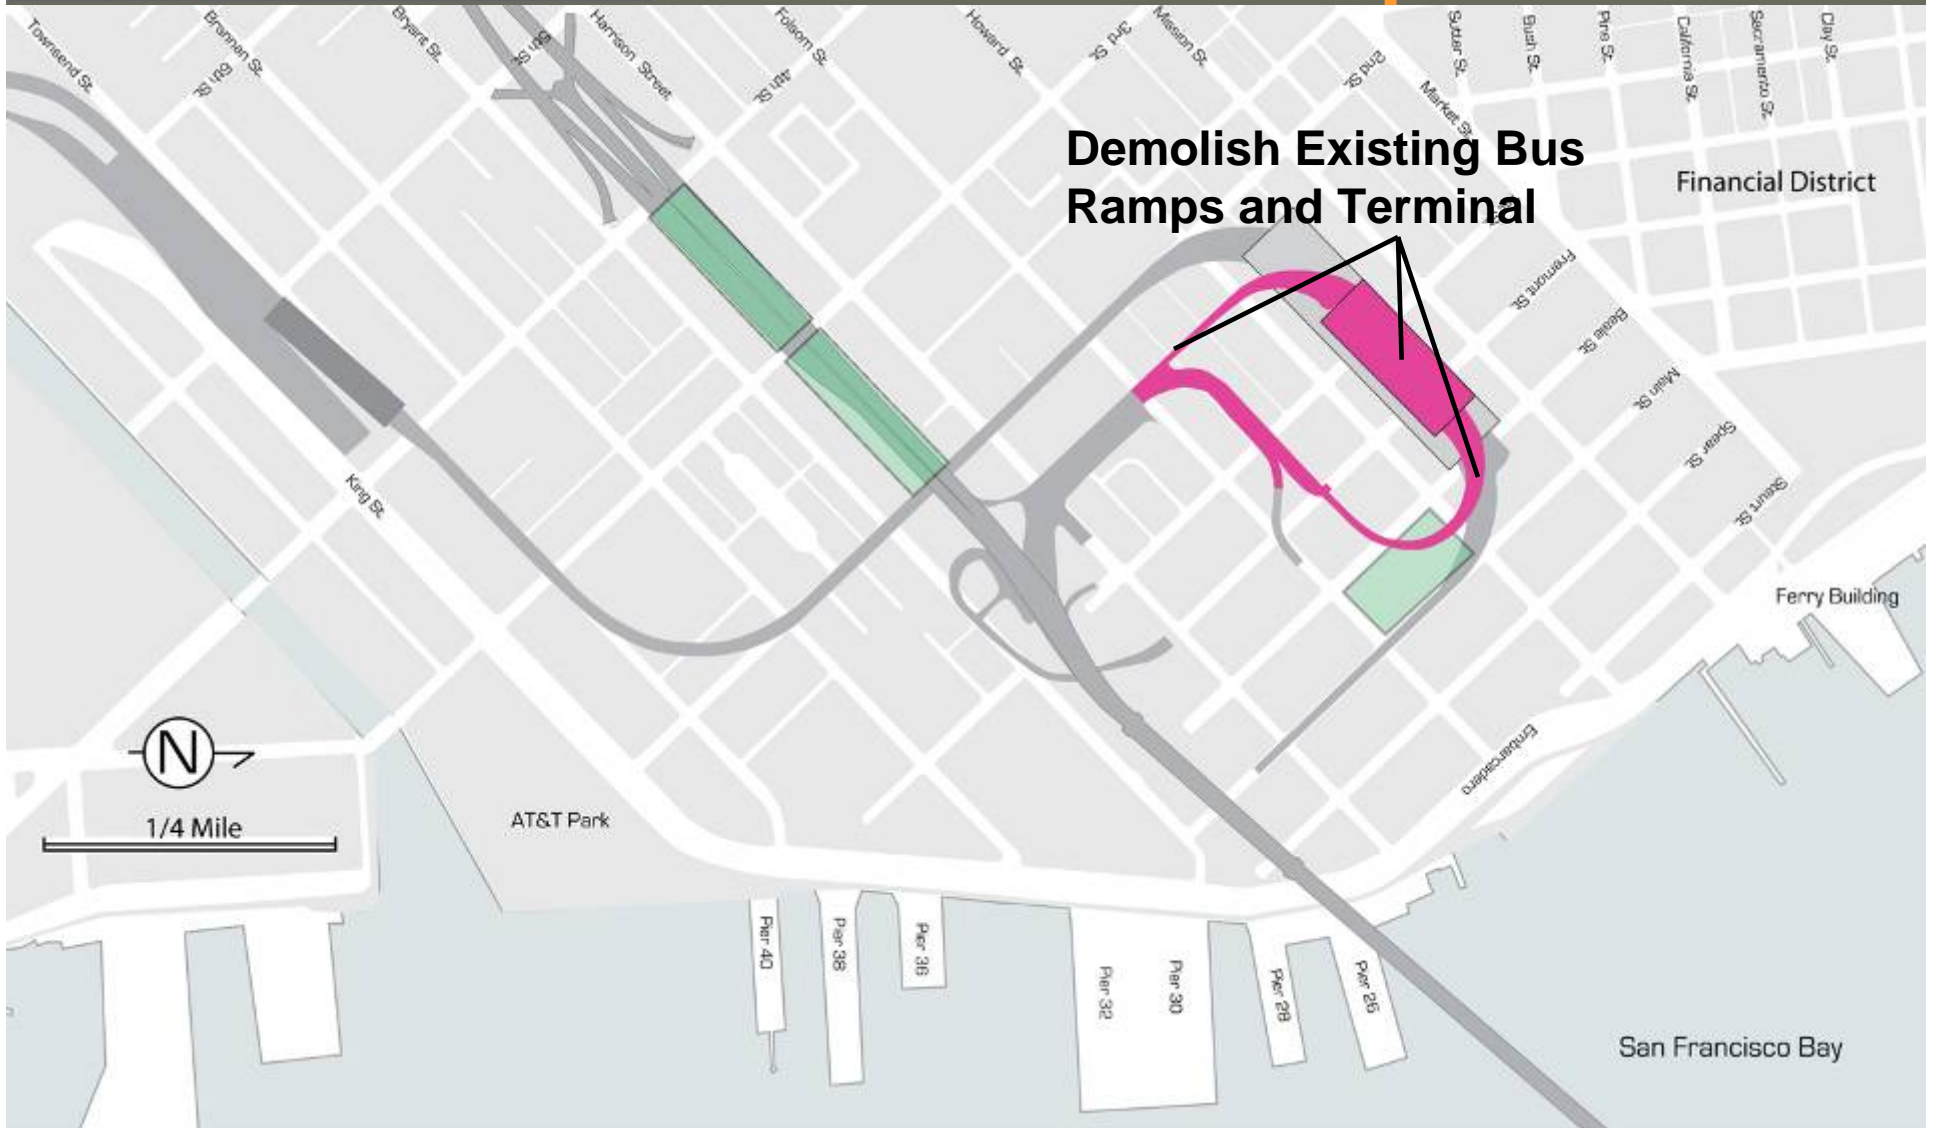 Townsend St.
Brannan St.
6th St.
Bryant St.
5th St.
Harrison Street
Folsom St.
4th St.
Howard St.
3rd St.
Mission St.
2nd St.
Market St.
Sutter St.
Bush St.
Pine St.
California St.
Sacramento St.
Clay St.
Demolish Existing Bus
Ramps and Terminal
Financial District
Fremont St.
Beale St.
Main St.
Spear St.
Steurt St.
King St.
Ferry Building
Embarcadero
N
1/4 Mile
AT&T Park
Pier 40
Pier 38
Pier 36
Pier 32
Pier 30
Pier 28
Pier 26
San Francisco Bay